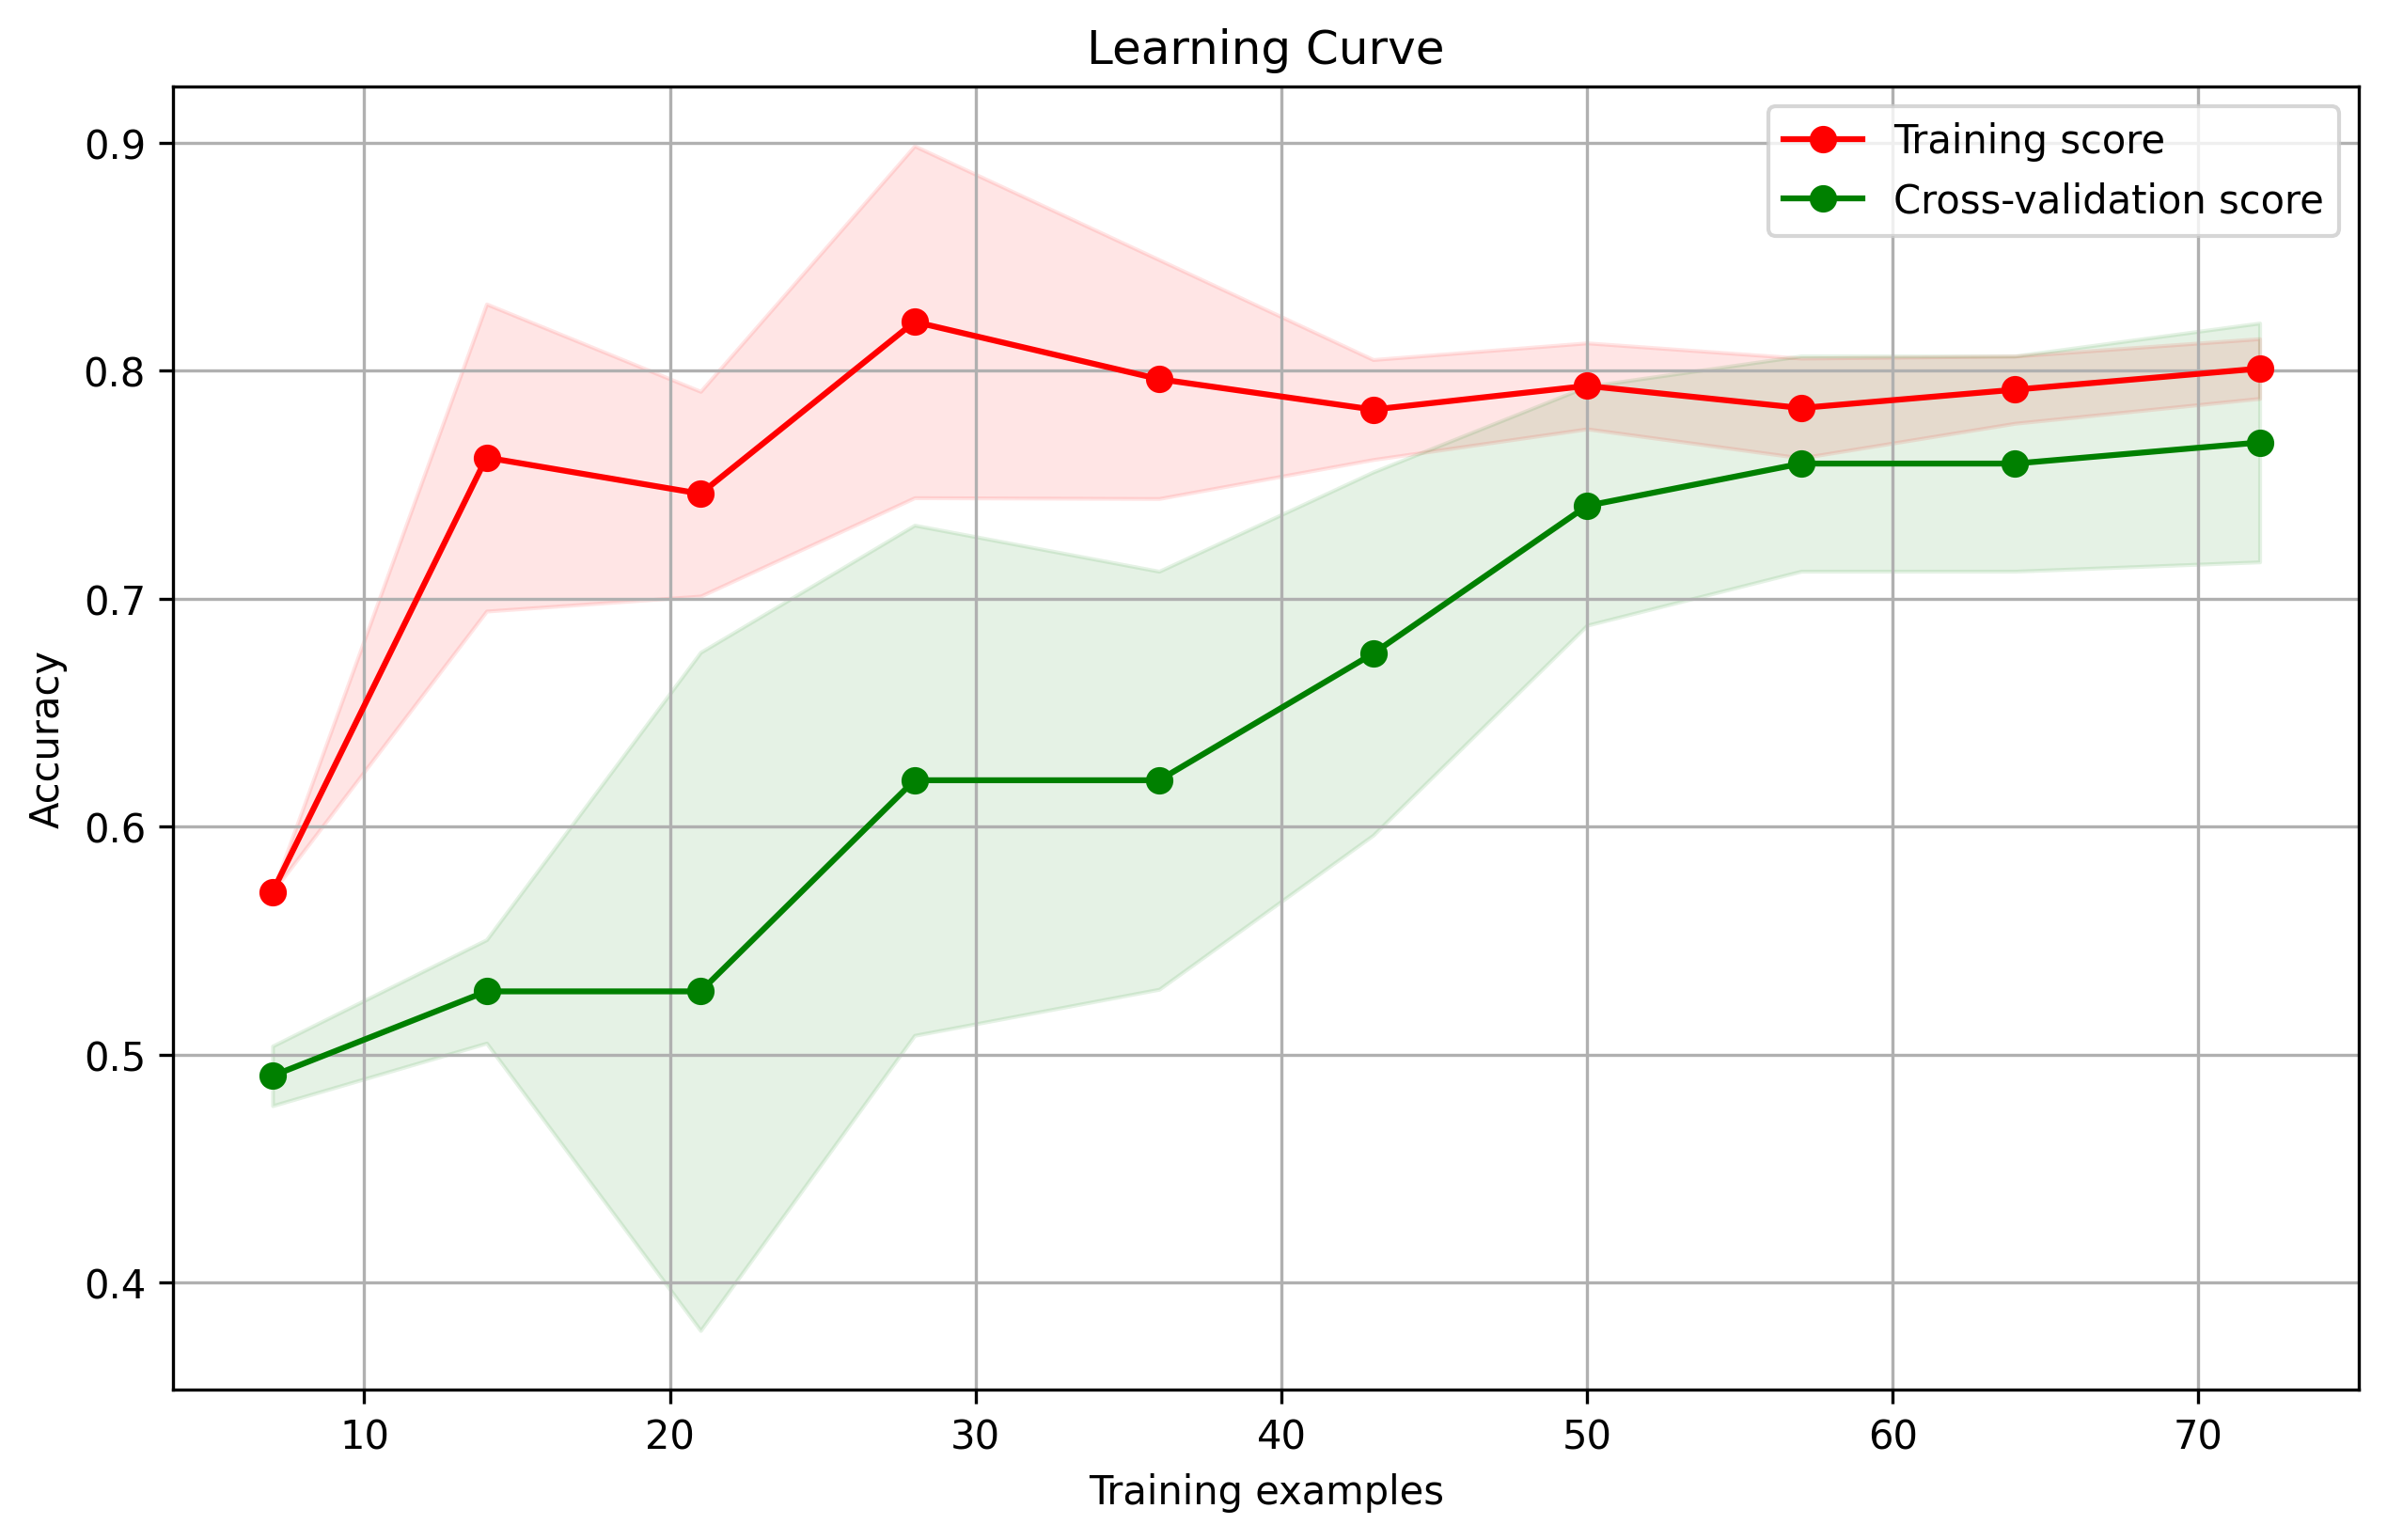 Learning Curve
Training score
Cross-validation score
0.9
0.8
0.7
0.6
0.5
0.4
Accuracy
10 20 30 40 50 60 70
Training examples